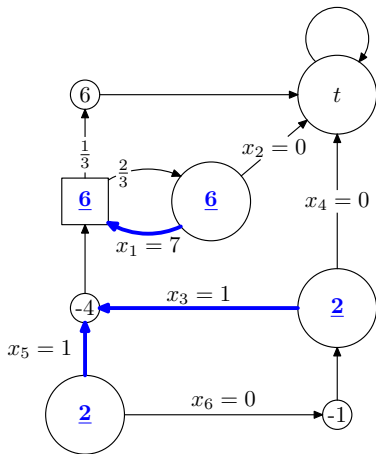 6
t
1/3
2/3
x₂ = 0
6
6
x₁ = 7
x₄ = 0
x₃ = 1
-4
2
x₅ = 1
2
x₆ = 0
-1